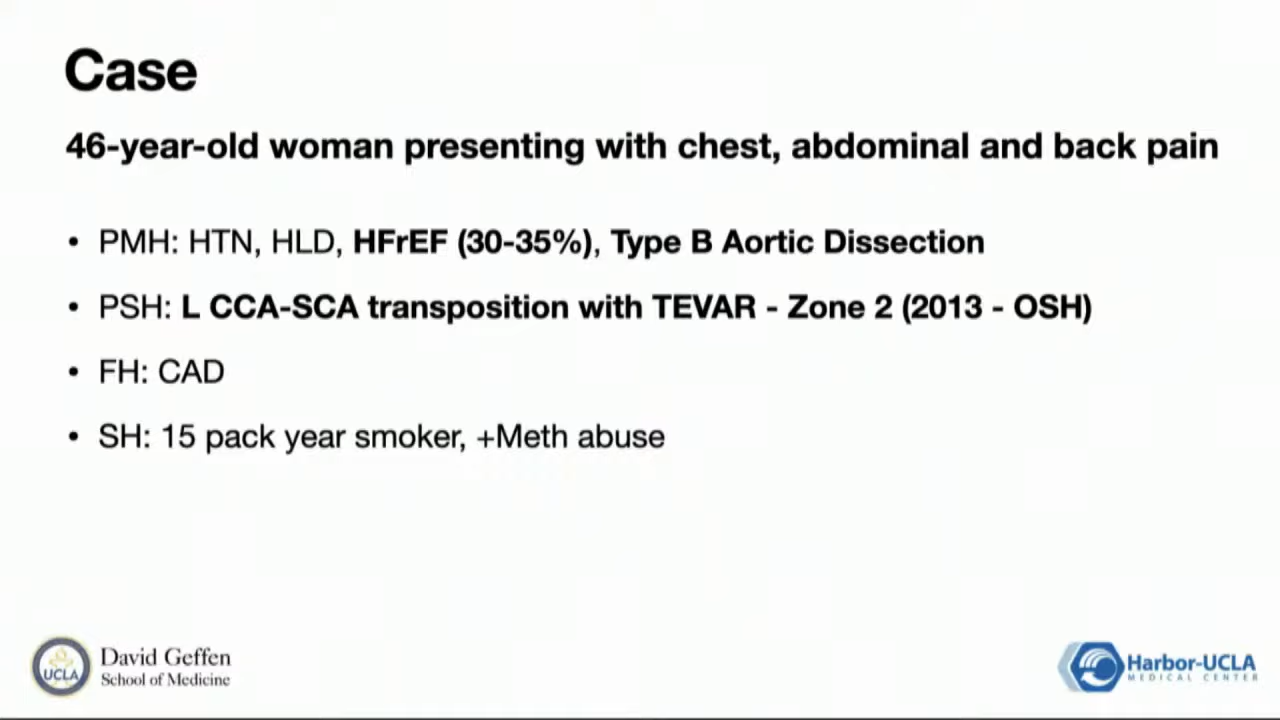 Case
46-year-old woman presenting with chest, abdominal and back pain
• PMH: HTN, HLD, HFrEF (30-35%), Type B Aortic Dissection
• PSH: L CCA-SCA transposition with TEVAR - Zone 2 (2013 - OSH)
• FH: CAD
• SH: 15 pack year smoker, +Meth abuse
UCLA
David Geffen
School of Medicine
Harbor-UCLA
MEDICAL CENTER